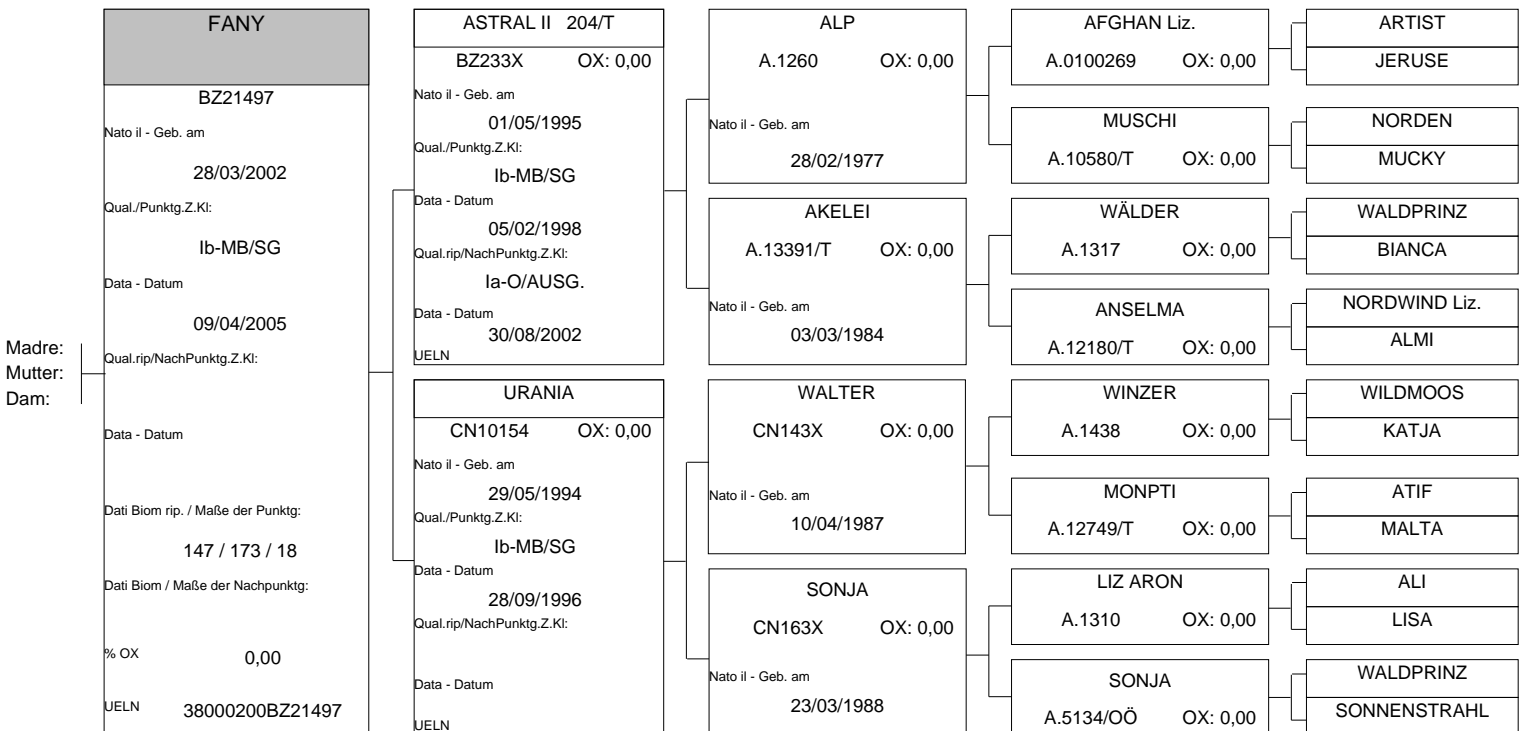 Madre:
Mutter:
Dam:
FANY
BZ21497
Nato il - Geb. am
28/03/2002
Qual./Punktg.Z.Kl:
Ib-MB/SG
Data - Datum
09/04/2005
Qual.rip/NachPunktg.Z.Kl:
Data - Datum
Dati Biom rip. / Maße der Punktg:
147 / 173 / 18
Dati Biom / Maße der Nachpunktg:
% OX 0,00
UELN 38000200BZ21497
ASTRAL II 204/T
BZ233X OX: 0,00
Nato il - Geb. am
01/05/1995
Qual./Punktg.Z.Kl:
Ib-MB/SG
Data - Datum
05/02/1998
Qual.rip/NachPunktg.Z.Kl:
Ia-O/AUSG.
Data - Datum
30/08/2002
UELN
URANIA
CN10154 OX: 0,00
Nato il - Geb. am
29/05/1994
Qual./Punktg.Z.Kl:
Ib-MB/SG
Data - Datum
28/09/1996
Qual.rip/NachPunktg.Z.Kl:
Data - Datum
UELN
ALP
A.1260 OX: 0,00
Nato il - Geb. am
28/02/1977
AKELEI
A.13391/T OX: 0,00
Nato il - Geb. am
03/03/1984
WALTER
CN143X OX: 0,00
Nato il - Geb. am
10/04/1987
SONJA
CN163X OX: 0,00
Nato il - Geb. am
23/03/1988
AFGHAN Liz.
A.0100269 OX: 0,00
MUSCHI
A.10580/T OX: 0,00
WÄLDER
A.1317 OX: 0,00
ANSELMA
A.12180/T OX: 0,00
WINZER
A.1438 OX: 0,00
MONPTI
A.12749/T OX: 0,00
LIZ ARON
A.1310 OX: 0,00
SONJA
A.5134/OÖ OX: 0,00
ARTIST
JERUSE
NORDEN
MUCKY
WALDPRINZ
BIANCA
NORDWIND Liz.
ALMI
WILDMOOS
KATJA
ATIF
MALTA
ALI
LISA
WALDPRINZ
SONNENSTRAHL